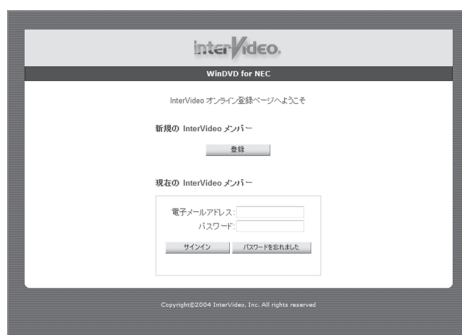 InterVideo.
WinDVD for NEC
InterVideo オンライン登録ページへようこそ
新規の InterVideo メンバー
登録
現在の InterVideo メンバー
電子メールアドレス:
パスワード:
サインイン パスワードを忘れました
Copyright©2004 InterVideo, Inc. All rights reserved